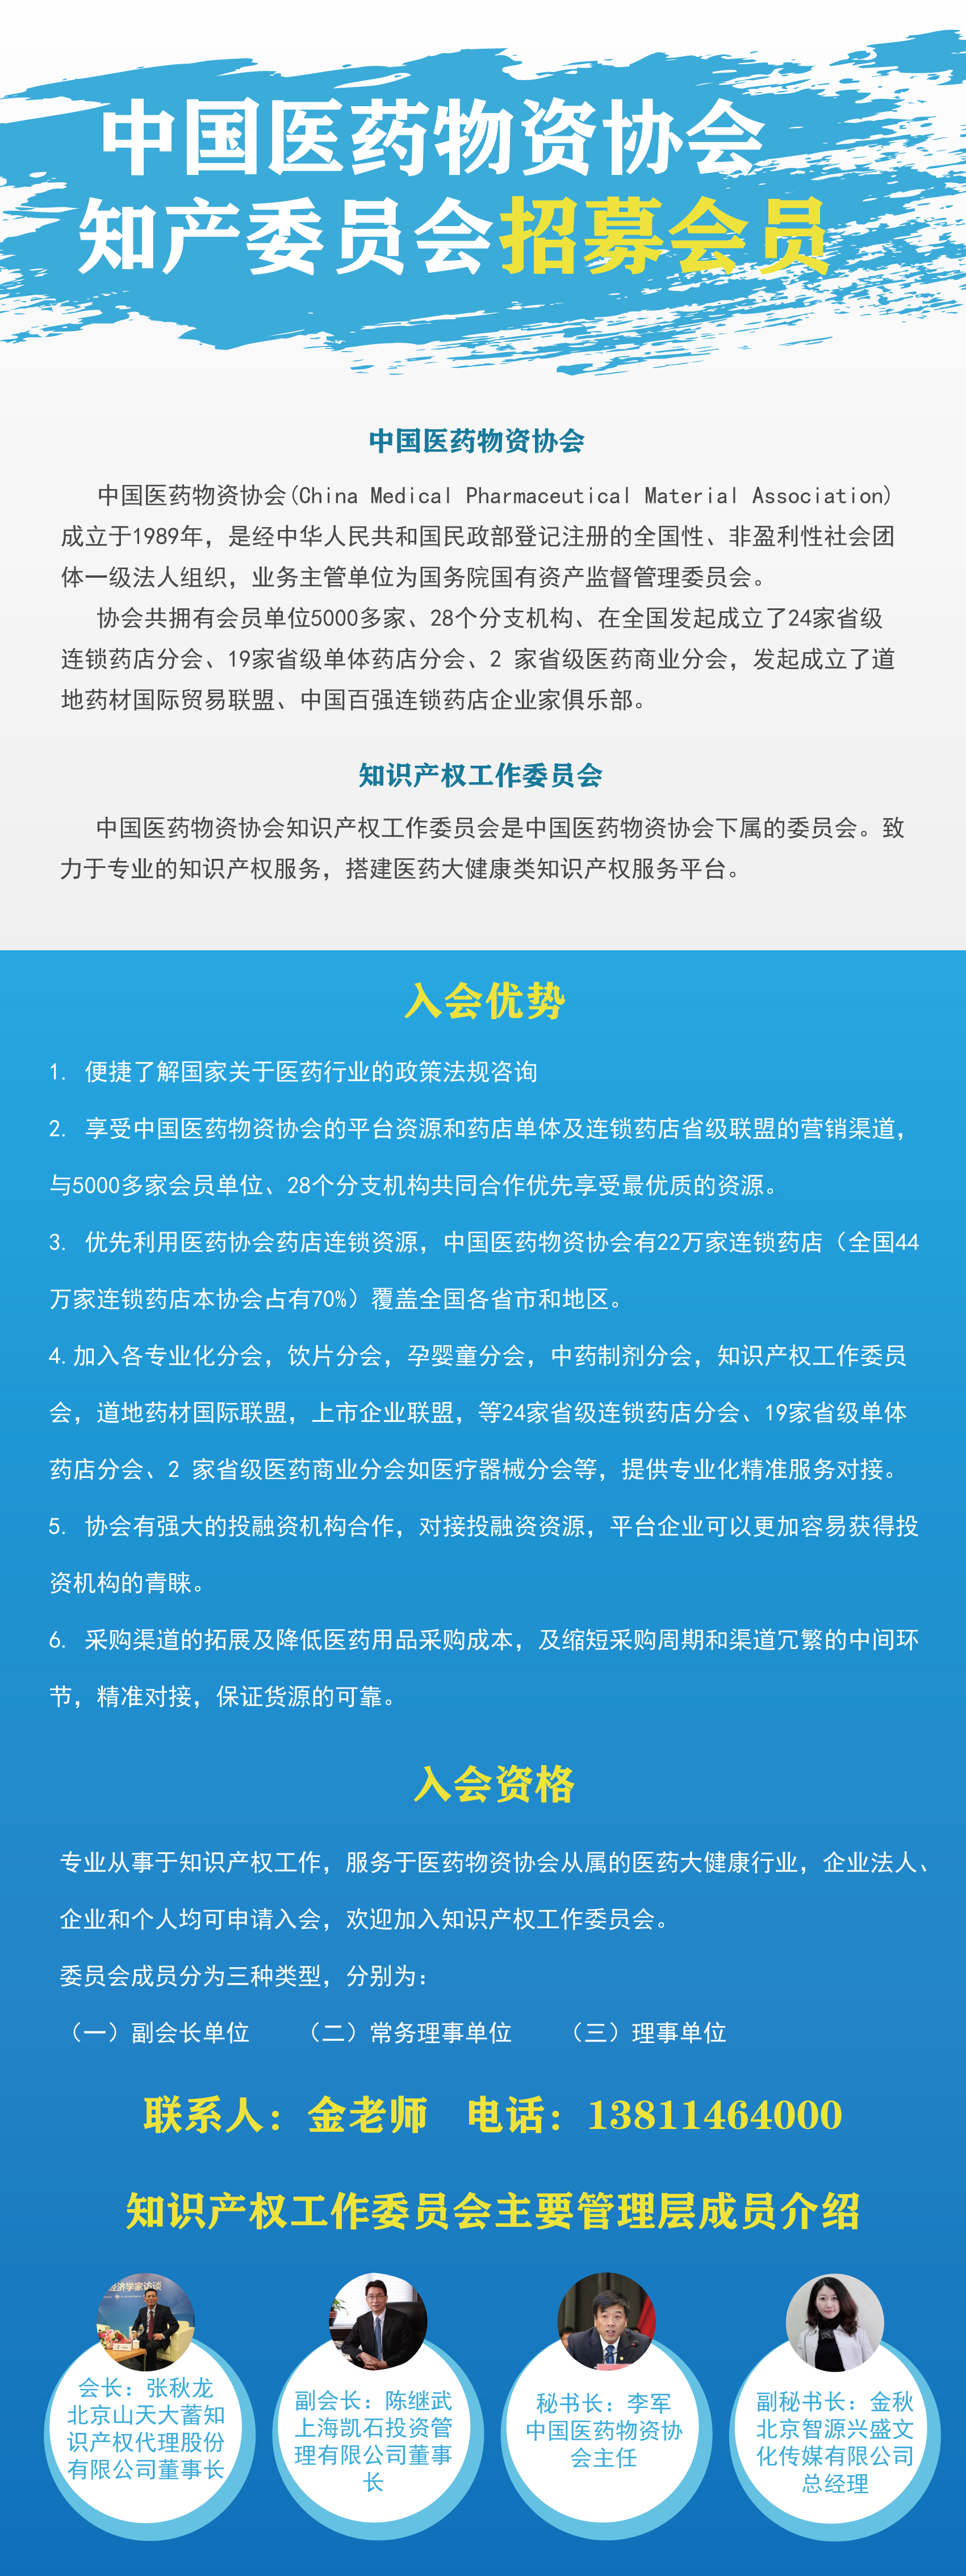 中国医药物资协会
知产委员会招募会员
中国医药物资协会
中国医药物资协会(China Medical Pharmaceutical Material Association)
成立于1989年，是经中华人民共和国民政部登记注册的全国性、非盈利性社会团
体一级法人组织，业务主管单位为国务院国有资产监督管理委员会。
协会共拥有会员单位5000多家、28个分支机构、在全国发起成立了24家省级
连锁药店分会、19家省级单体药店分会、2 家省级医药商业分会，发起成立了道
地药材国际贸易联盟、中国百强连锁药店企业家俱乐部。
知识产权工作委员会
中国医药物资协会知识产权工作委员会是中国医药物资协会下属的委员会。致
力于专业的知识产权服务，搭建医药大健康类知识产权服务平台。
入会优势
1. 便捷了解国家关于医药行业的政策法规咨询
2. 享受中国医药物资协会的平台资源和药店单体及连锁药店省级联盟的营销渠道，
与5000多家会员单位、28个分支机构共同合作优先享受最优质的资源。
3. 优先利用医药协会药店连锁资源，中国医药物资协会有22万家连锁药店（全国44
万家连锁药店本协会占有70%）覆盖全国各省市和地区。
4.加入各专业化分会，饮片分会，孕婴童分会，中药制剂分会，知识产权工作委员
会，道地药材国际联盟，上市企业联盟，等24家省级连锁药店分会、19家省级单体
药店分会、2 家省级医药商业分会如医疗器械分会等，提供专业化精准服务对接。
5. 协会有强大的投融资机构合作，对接投融资资源，平台企业可以更加容易获得投
资机构的青睐。
6. 采购渠道的拓展及降低医药用品采购成本，及缩短采购周期和渠道冗繁的中间环
节，精准对接，保证货源的可靠。
入会资格
专业从事于知识产权工作，服务于医药物资协会从属的医药大健康行业，企业法人、
企业和个人均可申请入会，欢迎加入知识产权工作委员会。
委员会成员分为三种类型，分别为：
（一）副会长单位 （二）常务理事单位 （三）理事单位
联系人：金老师 电话：13811464000
知识产权工作委员会主要管理层成员介绍
经济学家访谈
会长：张秋龙
北京山天大蓄知
识产权代理股份
有限公司董事长
副会长：陈继武
上海凯石投资管
理有限公司董事
长
秘书长：李军
中国医药物资协
会主任
副秘书长：金秋
北京智源兴盛文
化传媒有限公司
总经理